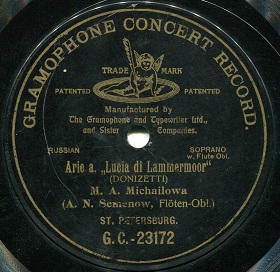 GRAMOPHONE CONCERT RECORD.
TRADE MARK
PATENTED PATENTED
Manufactured by
The Gramophone and Typewriter Ltd.,
and Sister Companies.
RUSSIAN
SOPRANO
w. Flute Obl.
Arie a. „Lucia di Lammermoor"
(DONIZETTI)
M. A. Michailowa
(A. N. Semenow, Flöten-Obl.)
ST. PETERSBURG.
G.C.-23172